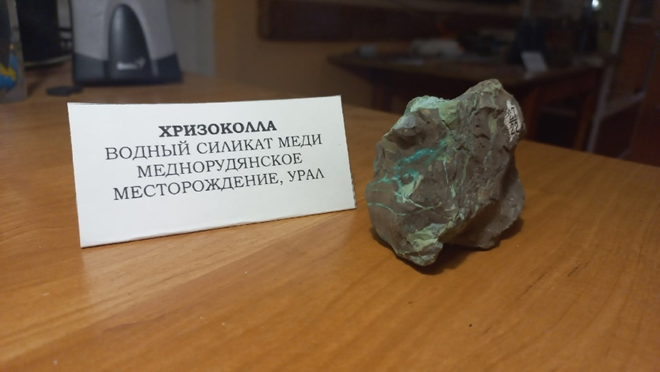 ХРИЗОКОЛЛА
ВОДНЫЙ СИЛИКАТ МЕДИ
МЕДНОРУДЯНСКОЕ
МЕСТОРОЖДЕНИЕ, УРАЛ